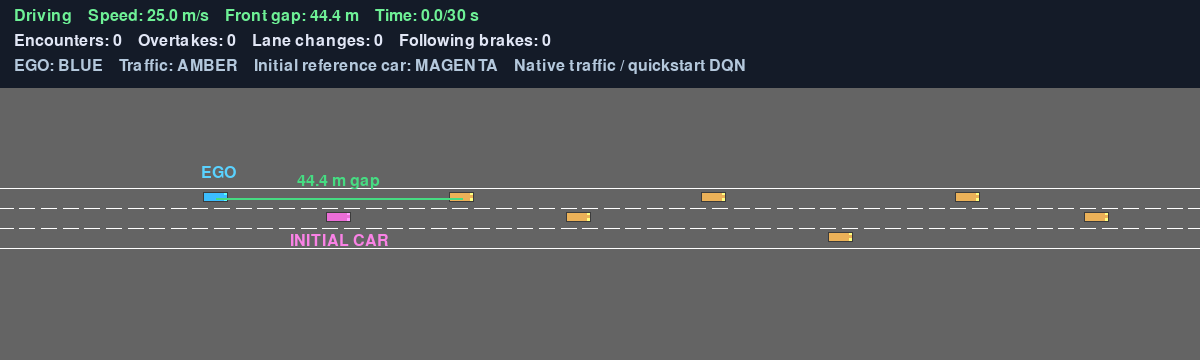 Driving Speed: 25.0 m/s Front gap: 44.4 m Time: 0.0/30 s
Encounters: 0 Overtakes: 0 Lane changes: 0 Following brakes: 0
EGO: BLUE Traffic: AMBER Initial reference car: MAGENTA Native traffic / quickstart DQN
EGO
44.4 m gap
INITIAL CAR